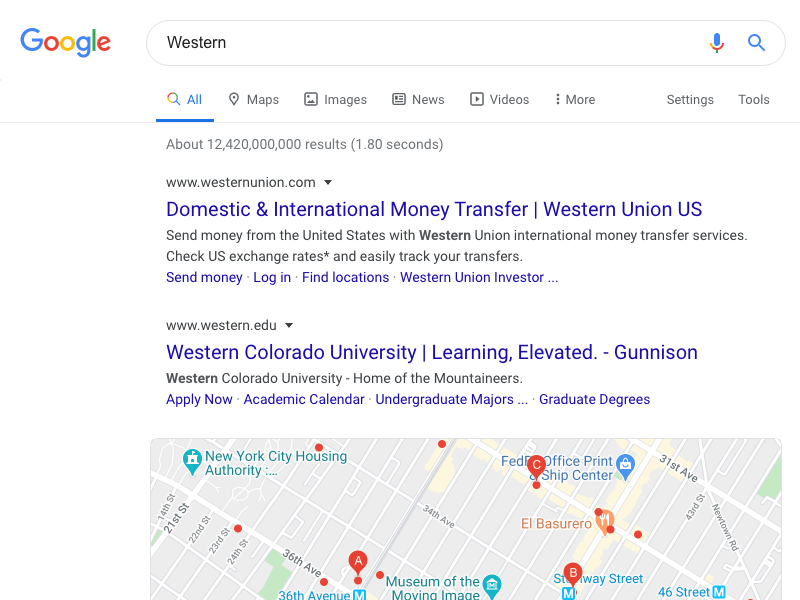 Google
Western
All
Maps
Images
News
Videos
More
Settings
Tools
About 12,420,000,000 results (1.80 seconds)
www.westernunion.com
Domestic & International Money Transfer | Western Union US
Send money from the United States with Western Union international money transfer services.
Check US exchange rates* and easily track your transfers.
Send money · Log in · Find locations · Western Union Investor ...
www.western.edu
Western Colorado University | Learning, Elevated. - Gunnison
Western Colorado University - Home of the Mountaineers.
Apply Now · Academic Calendar · Undergraduate Majors ... · Graduate Degrees
New York City Housing
Authority :...
C
Office Print
& Ship Center
31st Ave
14th St
21st St
22nd St
23rd St
24th St
34th Ave
43rd St
Newtown Rd
El Basurero
36th Ave
A
B
Museum of the
Moving Image
36th Avenue
M
Street
M
46 Street
M